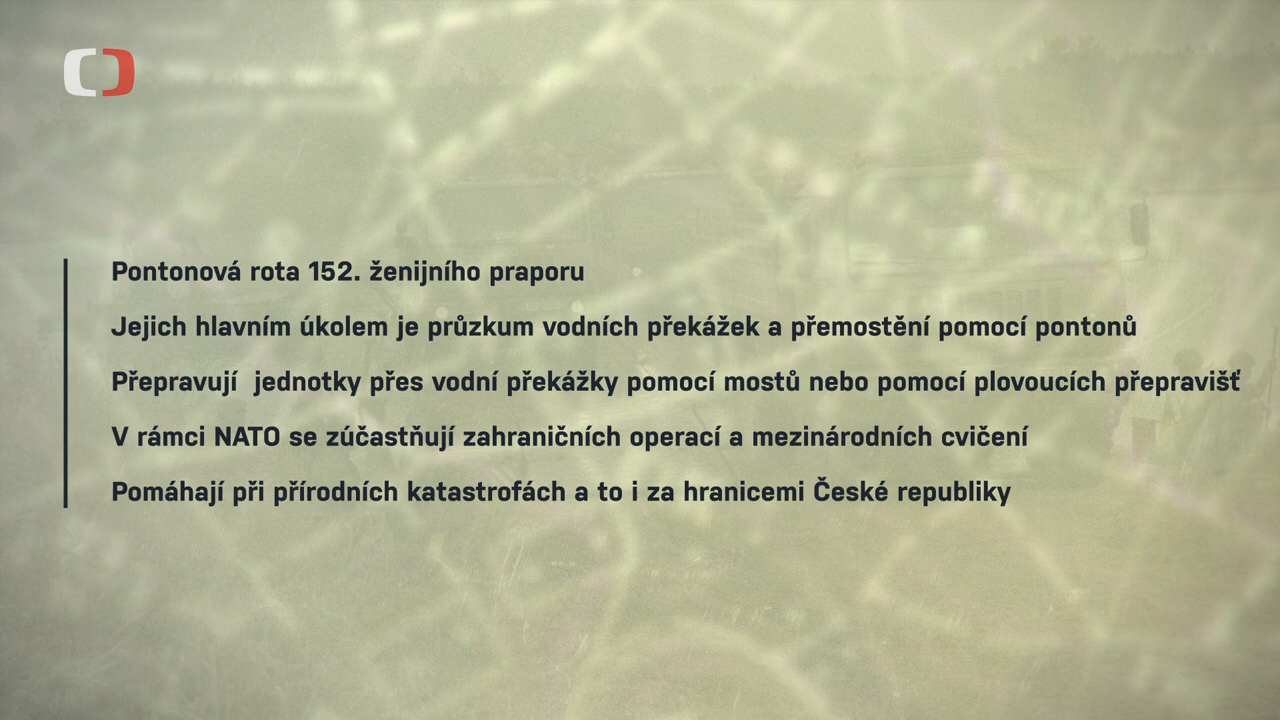 Pontonová rota 152. ženijního praporu
Jejich hlavním úkolem je průzkum vodních překážek a přemostění pomocí pontonů
Přepravují  jednotky přes vodní překážky pomocí mostů nebo pomocí plovoucích přepravišť
V rámci NATO se zúčastňují zahraničních operací a mezinárodních cvičení
Pomáhají při přírodních katastrofách a to i za hranicemi České republiky